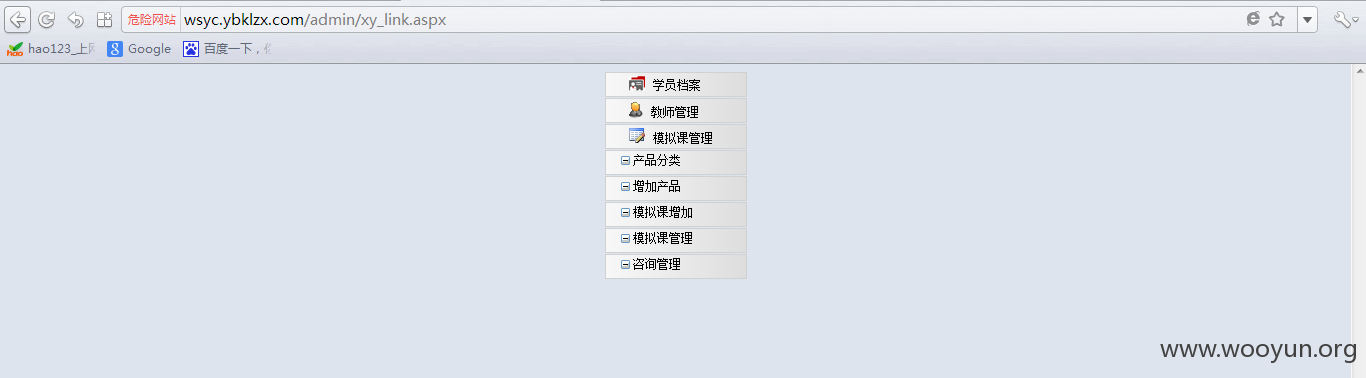 危险网站 wsyc.ybklzx.com/admin/xy_link.aspx
hao123_上网 Google 百度一下，
学员档案
教师管理
模拟课管理
产品分类
增加产品
模拟课增加
模拟课管理
咨询管理
www.wooyun.org